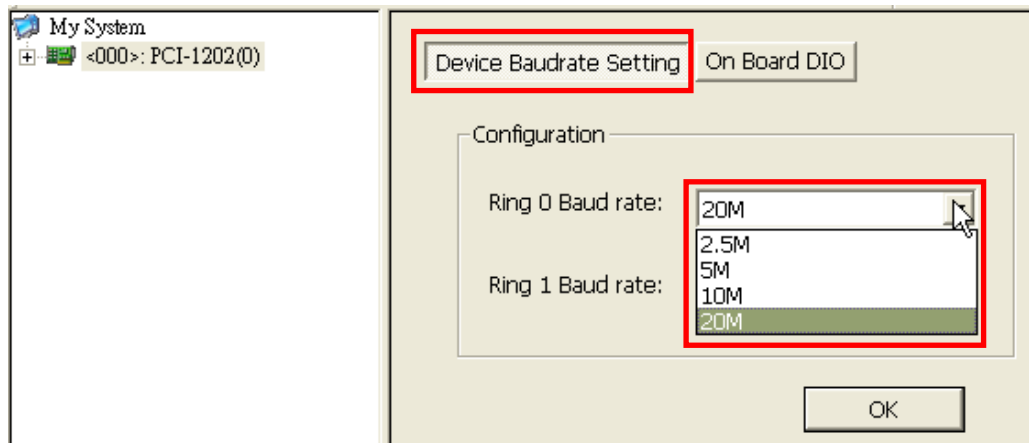 My System
<000>: PCI-1202(0)
Device Baudrate Setting
On Board DIO
Configuration
Ring 0 Baud rate:
20M
2.5M
5M
Ring 1 Baud rate:
10M
20M
OK